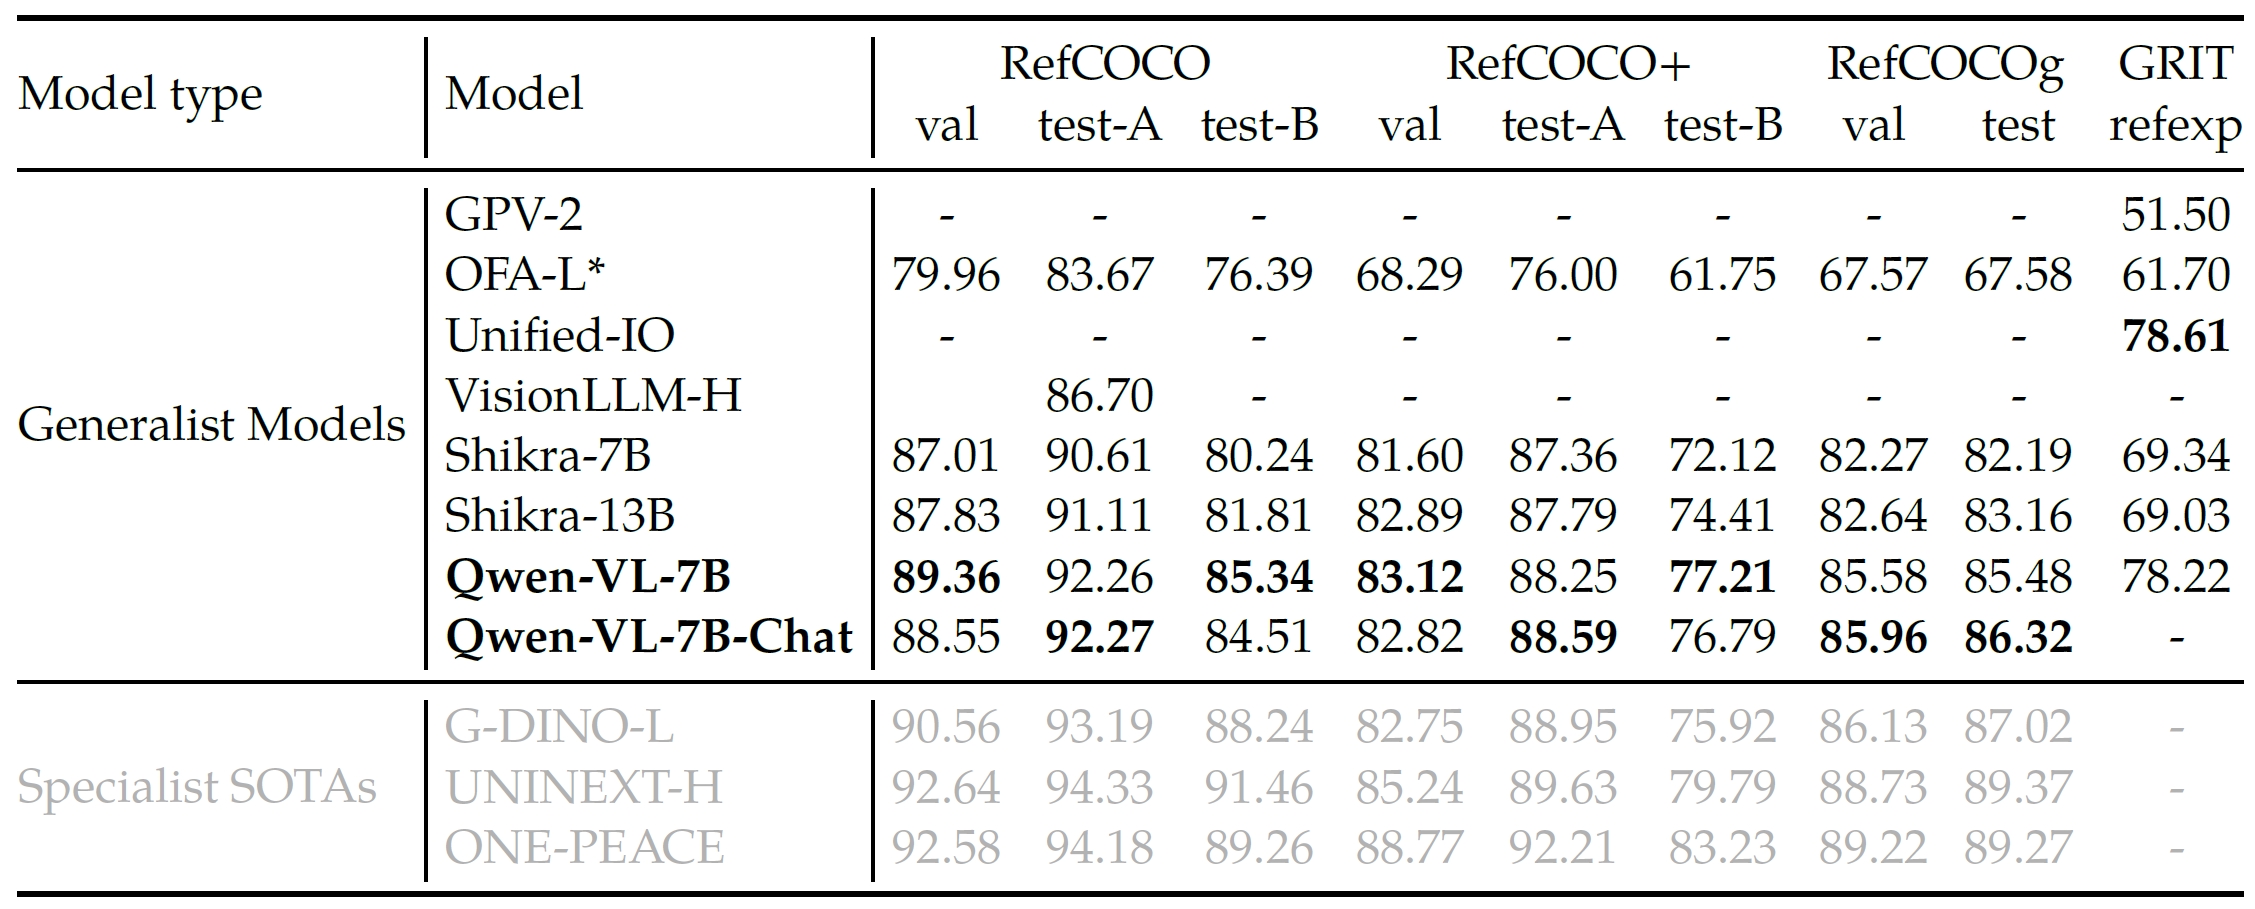 Model type Model RefCOCO RefCOCO+ RefCOCOg GRIT
val test-A test-B val test-A test-B val test refexp
Generalist Models
GPV-2 - - - - - - - - 51.50
OFA-L* 79.96 83.67 76.39 68.29 76.00 61.75 67.57 67.58 61.70
Unified-IO - - - - - - - - 78.61
VisionLLM-H 86.70 - - - - - - -
Shikra-7B 87.01 90.61 80.24 81.60 87.36 72.12 82.27 82.19 69.34
Shikra-13B 87.83 91.11 81.81 82.89 87.79 74.41 82.64 83.16 69.03
Qwen-VL-7B 89.36 92.26 85.34 83.12 88.25 77.21 85.58 85.48 78.22
Qwen-VL-7B-Chat 88.55 92.27 84.51 82.82 88.59 76.79 85.96 86.32 -
Specialist SOTAs
G-DINO-L 90.56 93.19 88.24 82.75 88.95 75.92 86.13 87.02 -
UNINEXT-H 92.64 94.33 91.46 85.24 89.63 79.79 88.73 89.37 -
ONE-PEACE 92.58 94.18 89.26 88.77 92.21 83.23 89.22 89.27 -